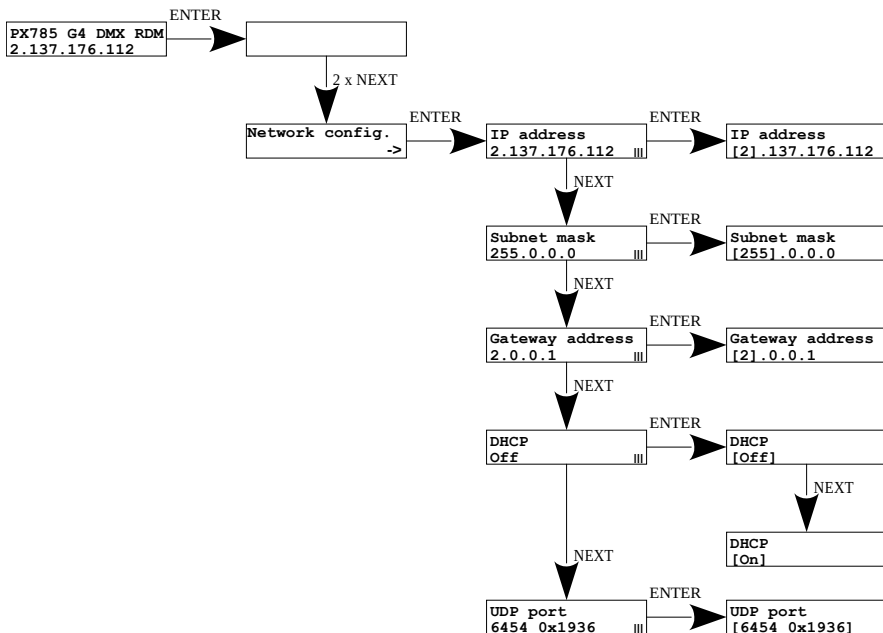 ENTER
PX785 G4 DMX RDM
2.137.176.112
2 x NEXT
ENTER
ENTER
Network config.
->
IP address
2.137.176.112
IP address
[2].137.176.112
NEXT
ENTER
Subnet mask
255.0.0.0
Subnet mask
[255].0.0.0
NEXT
ENTER
Gateway address
2.0.0.1
Gateway address
[2].0.0.1
NEXT
ENTER
DHCP
Off
DHCP
[Off]
NEXT
DHCP
[On]
NEXT
ENTER
UDP port
6454 0x1936
UDP port
[6454 0x1936]